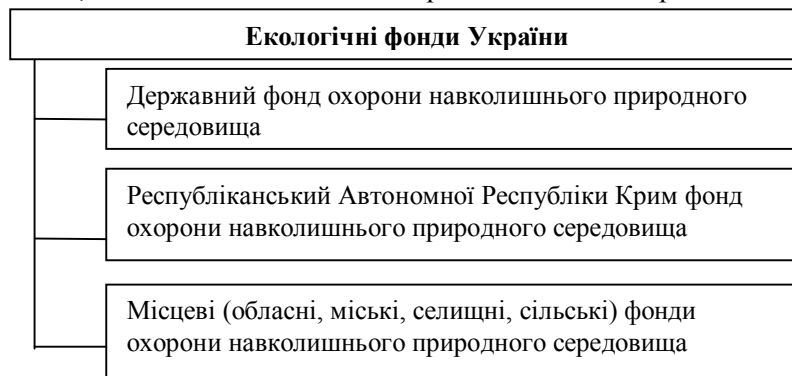 Екологічні фонди України
Державний фонд охорони навколишнього природного
середовища
Республіканський Автономної Республіки Крим фонд
охорони навколишнього природного середовища
Місцеві (обласні, міські, селищні, сільські) фонди
охорони навколишнього природного середовища